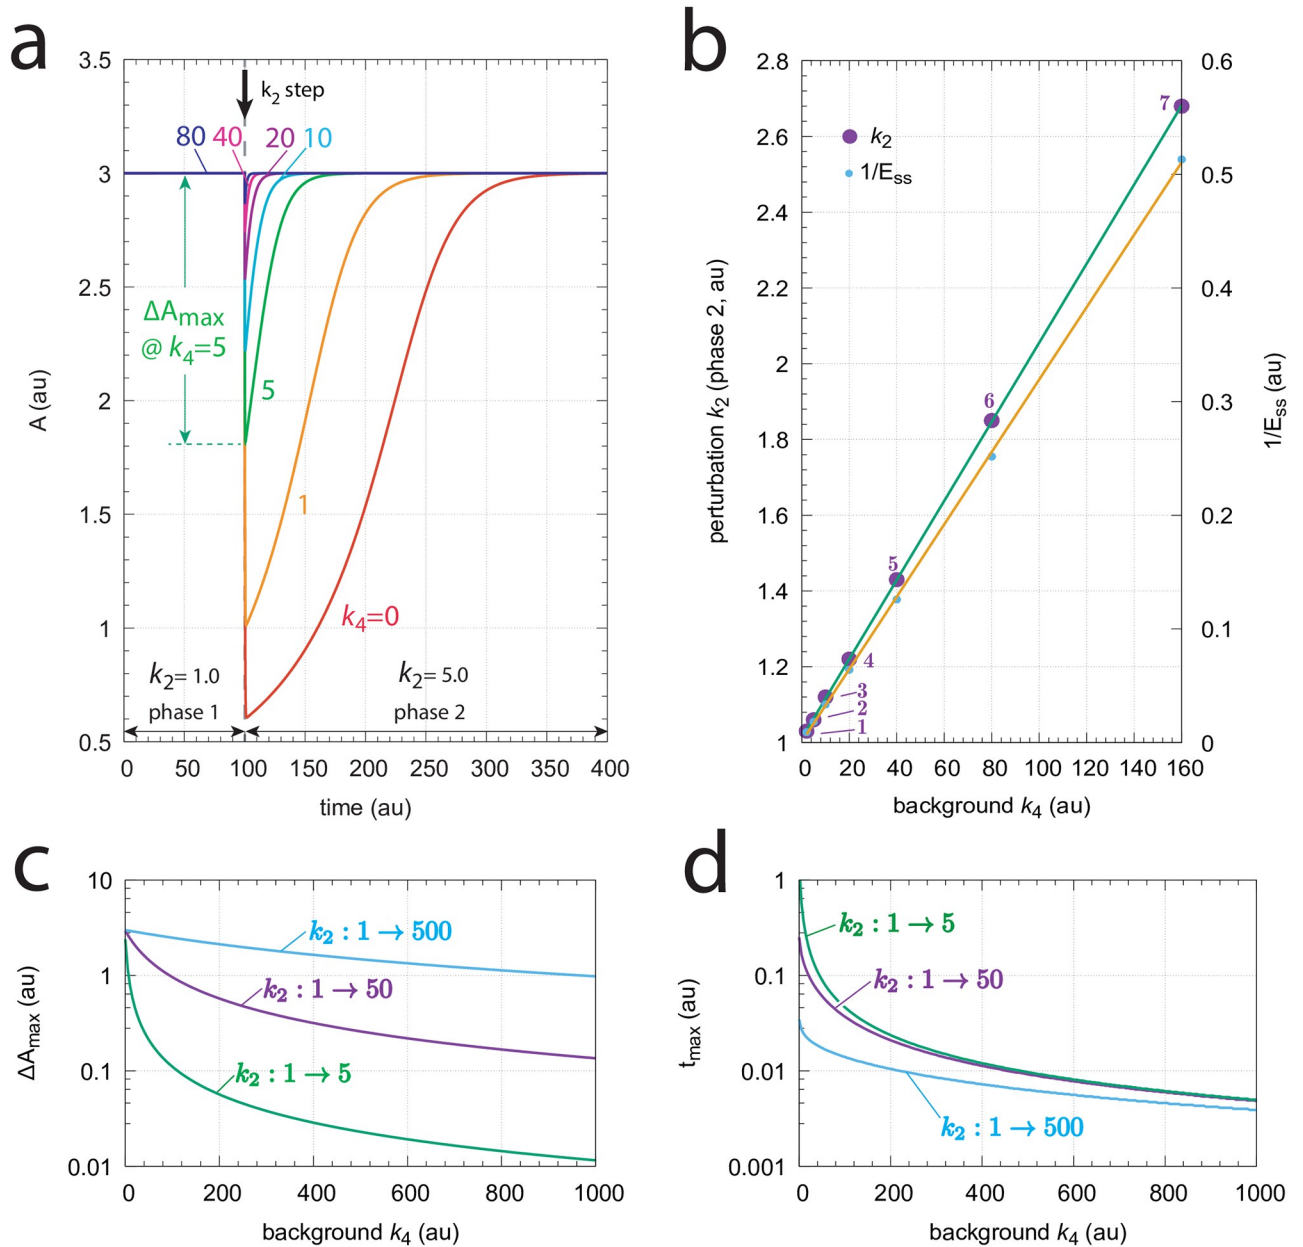 a
3.5
3
2.5
2
1.5
1
0.5
A (au)
k2 step
80 40 20 10
ΔAmax
@ k4=5
5
1
k4=0
k2= 1.0
phase 1
k2= 5.0
phase 2
0 50 100 150 200 250 300 350 400
time (au)
b
2.8
2.6
2.4
2.2
2
1.8
1.6
1.4
1.2
1
perturbation k2 (phase 2, au)
k2
1/Ess
7
6
5
4
3
2
1
0.6
0.5
0.4
0.3
0.2
0.1
0
1/Ess (au)
0 20 40 60 80 100 120 140 160
background k4 (au)
c
10
1
0.1
0.01
ΔAmax (au)
k2 : 1 → 500
k2 : 1 → 50
k2 : 1 → 5
0 200 400 600 800 1000
background k4 (au)
d
1
0.1
0.01
0.001
tmax (au)
k2 : 1 → 5
k2 : 1 → 50
k2 : 1 → 500
0 200 400 600 800 1000
background k4 (au)